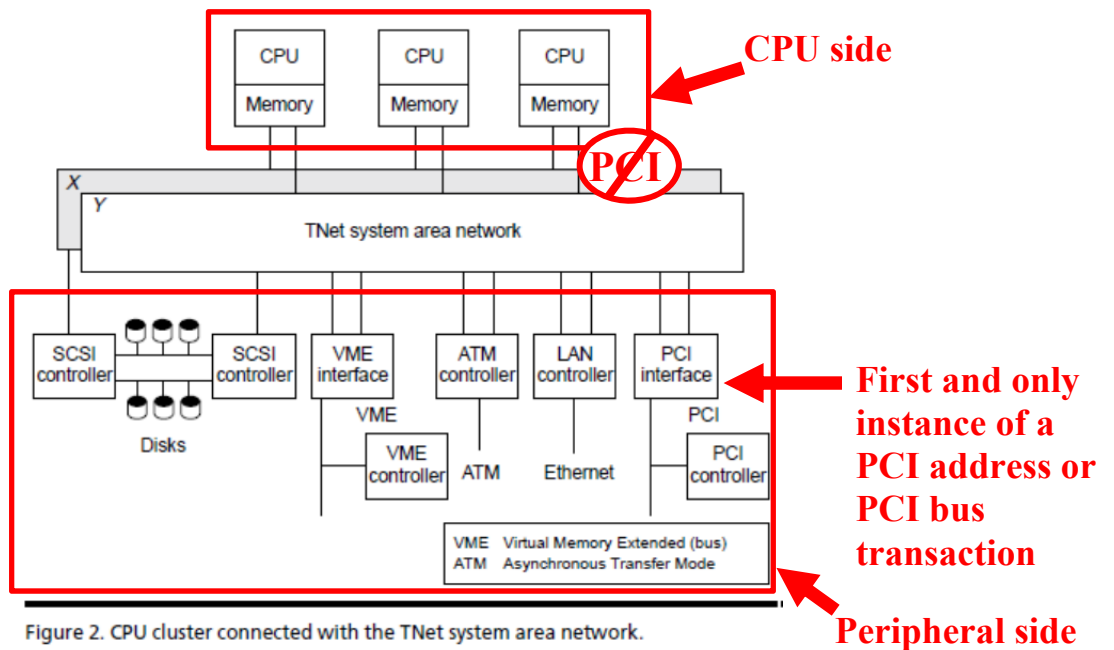 CPU
CPU
CPU
CPU side
Memory
Memory
Memory
PCI
X
Y
TNet system area network
SCSI
controller
SCSI
controller
VME
interface
ATM
controller
LAN
controller
PCI
interface
First and only
instance of a
PCI address or
PCI bus
transaction
Disks
VME
VME
controller
ATM
Ethernet
PCI
PCI
controller
VME Virtual Memory Extended (bus)
ATM Asynchronous Transfer Mode
Peripheral side
Figure 2. CPU cluster connected with the TNet system area network.